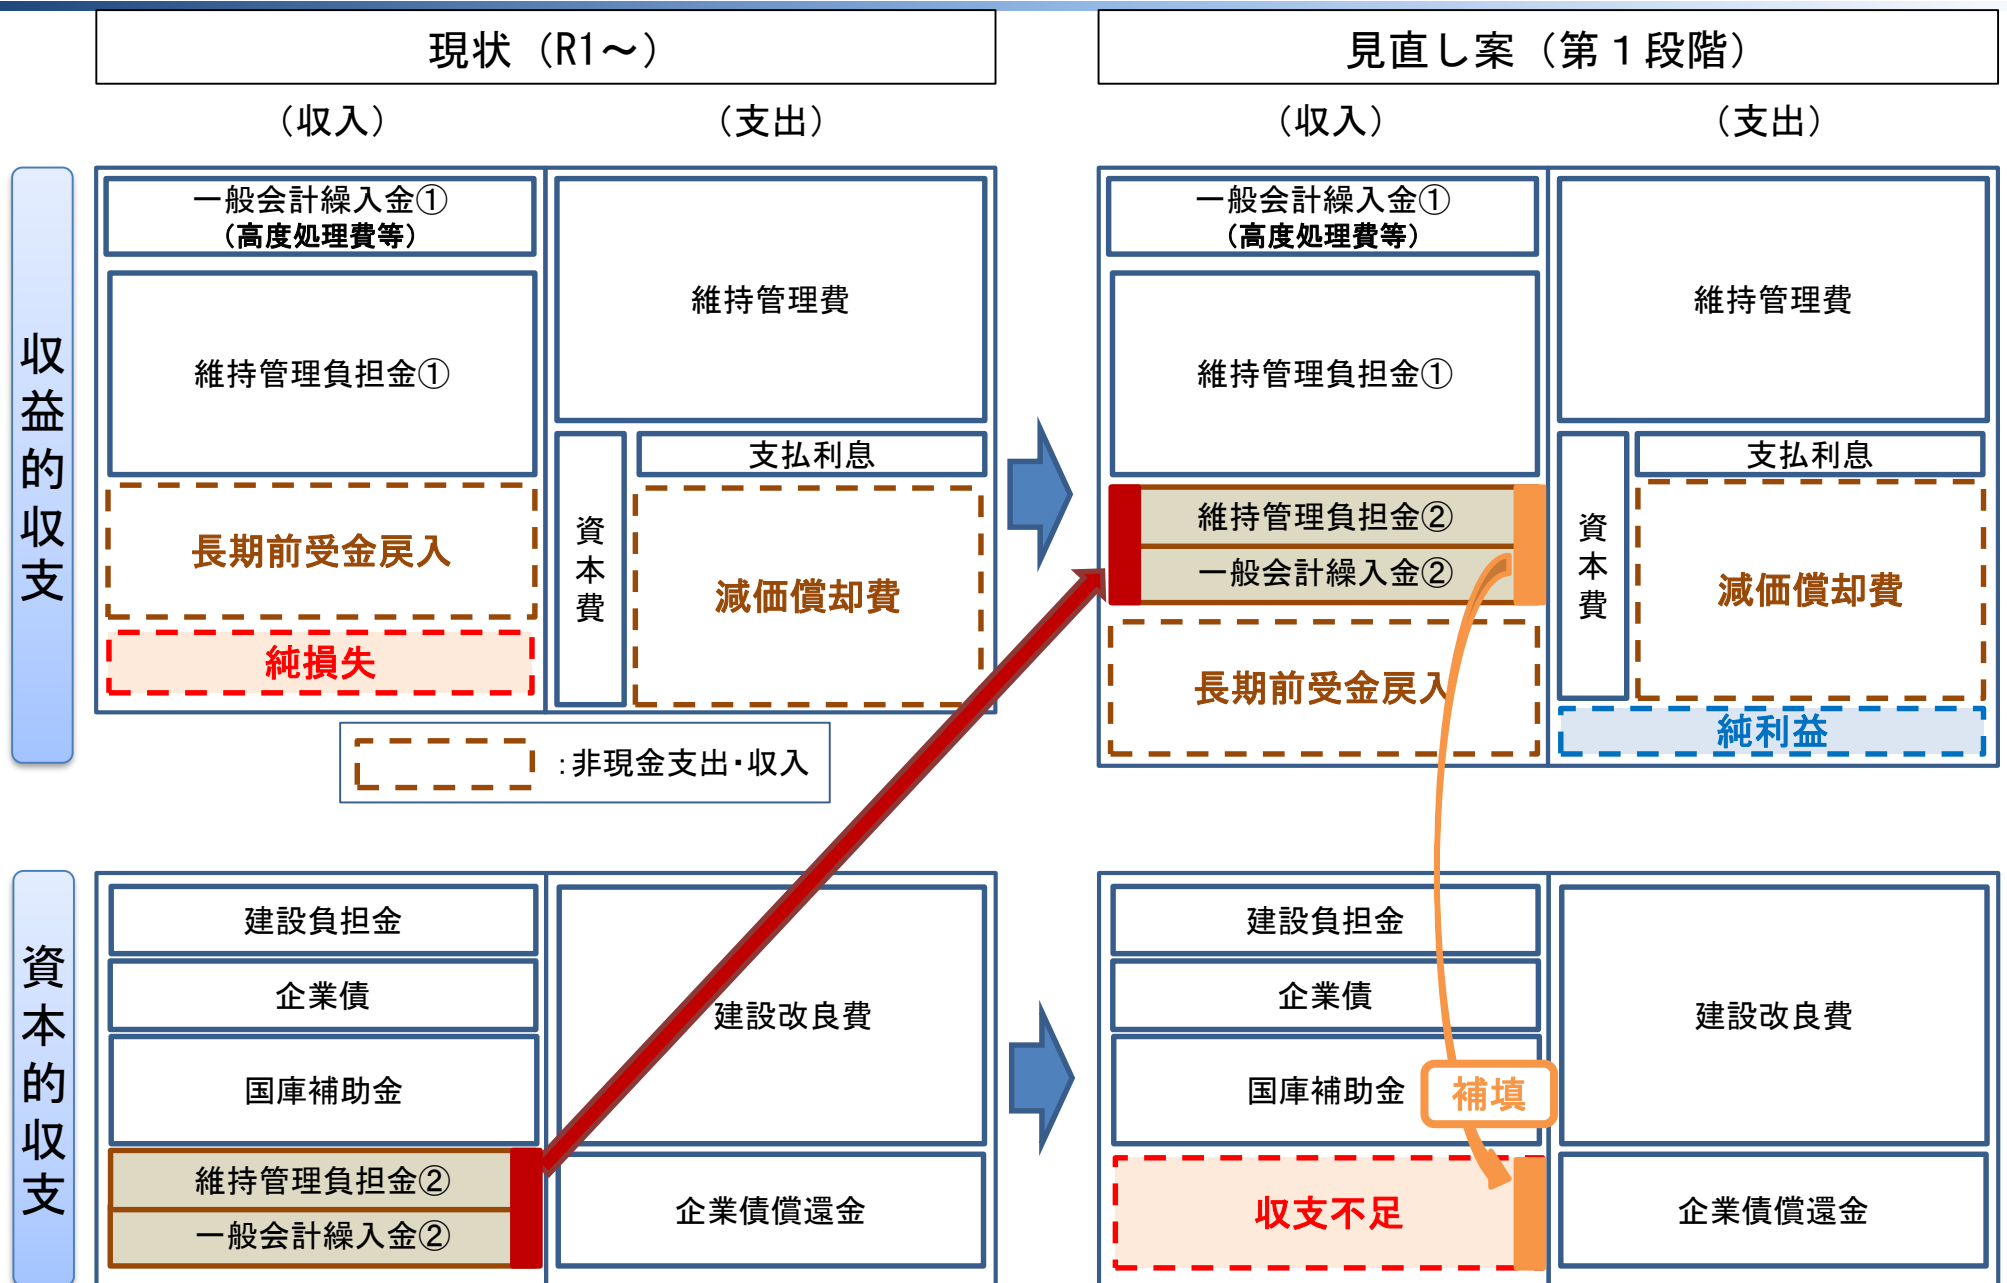 現状（R1～）
見直し案（第１段階）
（収入）
（支出）
（収入）
（支出）
収益的収支
一般会計繰入金①
（高度処理費等）
維持管理負担金①
長期前受金戻入
純損失
維持管理費
資本費
支払利息
減価償却費
：非現金支出・収入
一般会計繰入金①
（高度処理費等）
維持管理負担金①
維持管理負担金②
一般会計繰入金②
長期前受金戻入
維持管理費
資本費
支払利息
減価償却費
純利益
資本的収支
建設負担金
企業債
国庫補助金
維持管理負担金②
一般会計繰入金②
建設改良費
企業債償還金
建設負担金
企業債
国庫補助金
補填
収支不足
建設改良費
企業債償還金